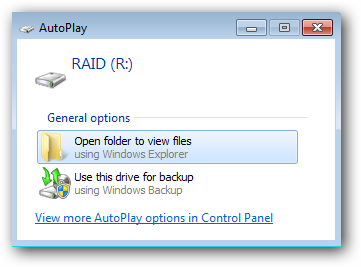 AutoPlay
RAID (R:)
General options
Open folder to view files
using Windows Explorer
Use this drive for backup
using Windows Backup
View more AutoPlay options in Control Panel